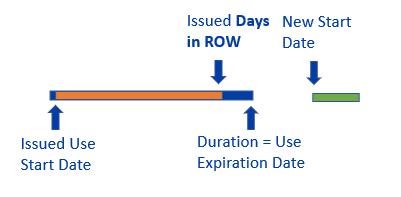 Issued Days
in ROW
New Start
Date
Issued Use
Start Date
Duration = Use
Expiration Date